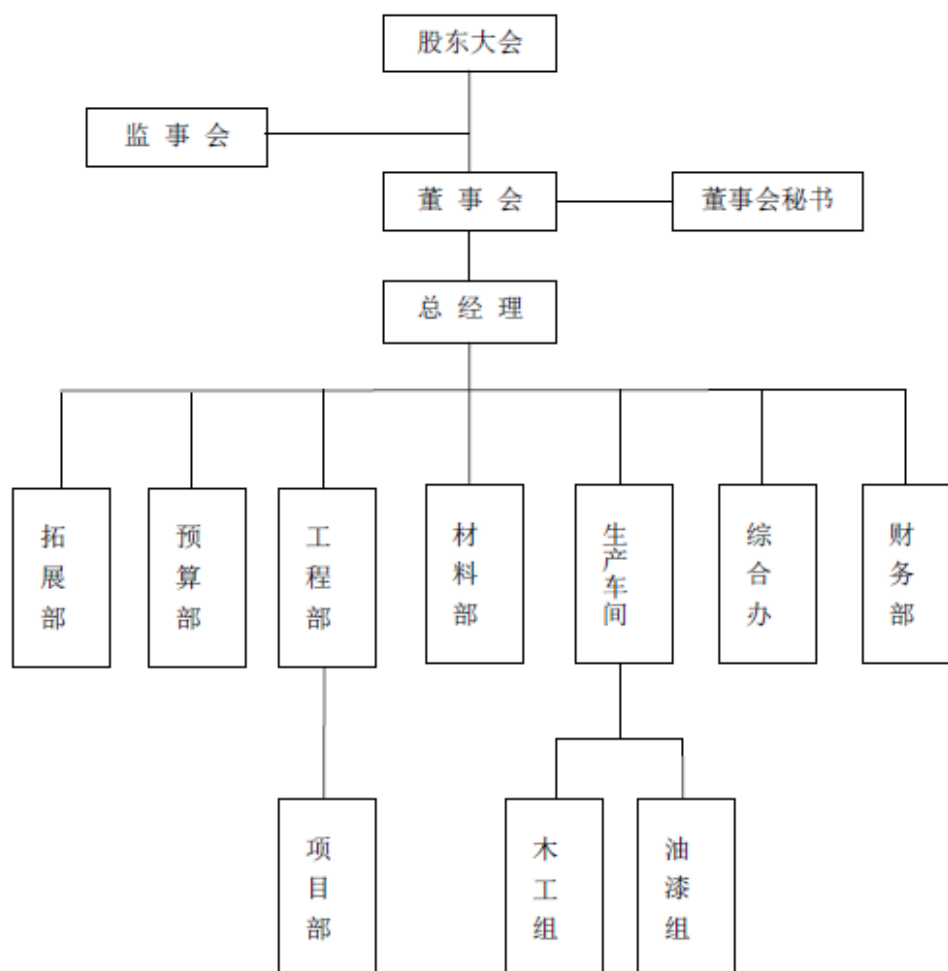 股东大会
监事会
董事会
董事会秘书
总经理
拓展部
预算部
工程部
材料部
生产车间
综合办
财务部
项目部
木工组
油漆组